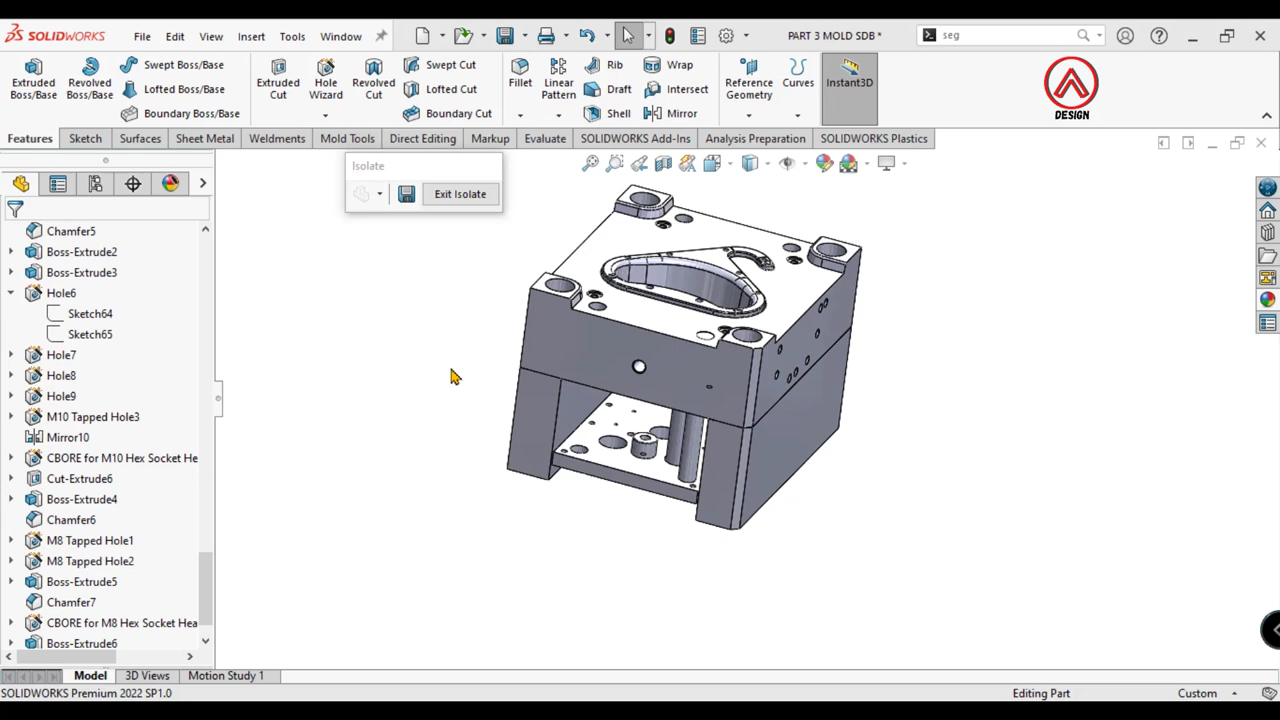 SOLIDWORKS File Edit View Insert Tools Window PART 3 MOLD SDB * seg
Extruded Boss/Base
Revolved Boss/Base
Swept Boss/Base
Lofted Boss/Base
Boundary Boss/Base
Extruded Cut
Hole Wizard
Revolved Cut
Swept Cut
Lofted Cut
Boundary Cut
Fillet
Linear Pattern
Rib
Draft
Shell
Wrap
Intersect
Mirror
Reference Geometry
Curves
Instant3D
DESIGN
Features Sketch Surfaces Sheet Metal Weldments Mold Tools Direct Editing Markup Evaluate SOLIDWORKS Add-Ins Analysis Preparation SOLIDWORKS Plastics
Isolate
Exit Isolate
Chamfer5
Boss-Extrude2
Boss-Extrude3
Hole6
Sketch64
Sketch65
Hole7
Hole8
Hole9
M10 Tapped Hole3
Mirror10
CBORE for M10 Hex Socket He
Cut-Extrude6
Boss-Extrude4
Chamfer6
M8 Tapped Hole1
M8 Tapped Hole2
Boss-Extrude5
Chamfer7
CBORE for M8 Hex Socket Hea
Boss-Extrude6
Model 3D Views Motion Study 1
SOLIDWORKS Premium 2022 SP1.0 Editing Part Custom